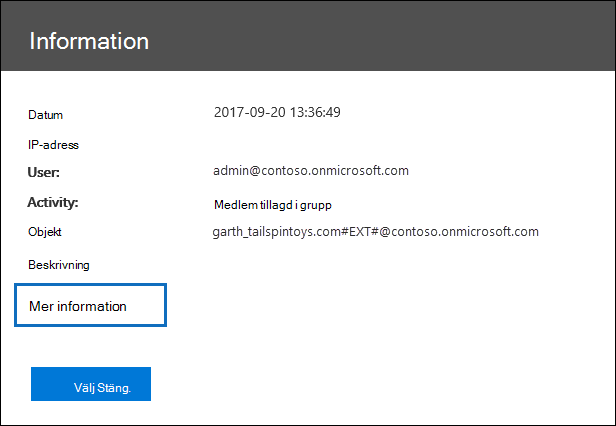 Information
Datum 2017-09-20 13:36:49
IP-adress
User: admin@contoso.onmicrosoft.com
Activity: Medlem tillagd i grupp
Objekt garth_tailspintoys.com#EXT#@contoso.onmicrosoft.com
Beskrivning
Mer information
Välj Stäng.